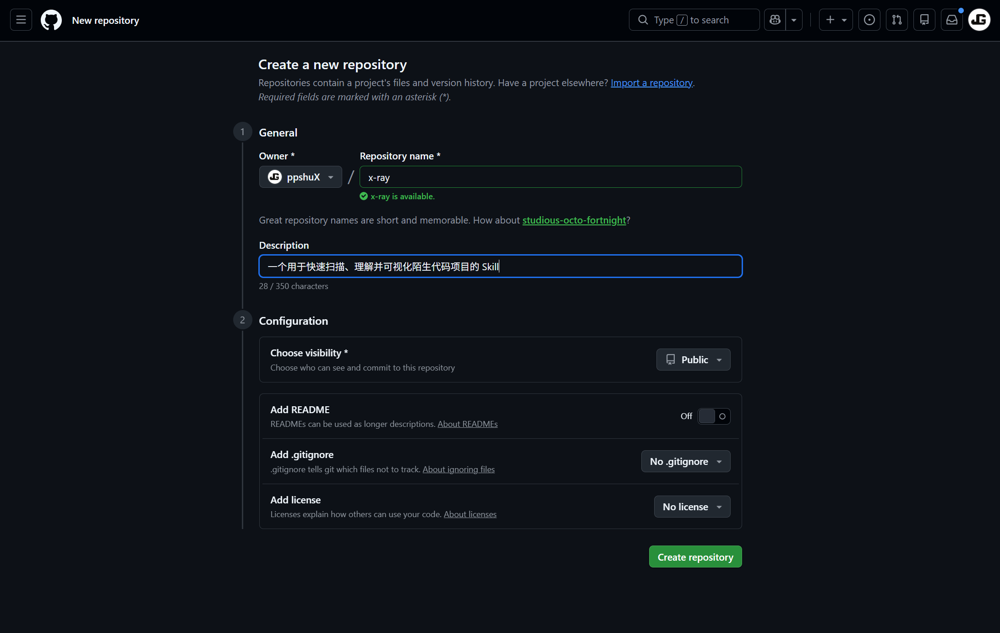 New repository
Type / to search
Create a new repository
Repositories contain a project's files and version history. Have a project elsewhere? Import a repository.
Required fields are marked with an asterisk (*).
1
General
Owner *
Repository name *
ppshuX
/
x-ray
x-ray is available.
Great repository names are short and memorable. How about studious-octo-fortnight?
Description
一个用于快速扫描、理解并可视化陌生代码项目的 Skill
28 / 350 characters
2
Configuration
Choose visibility *
Choose who can see and commit to this repository
Public
Add README
READMEs can be used as longer descriptions. About READMEs
Off
Add .gitignore
.gitignore tells git which files not to track. About ignoring files
No .gitignore
Add license
Licenses explain how others can use your code. About licenses
No license
Create repository